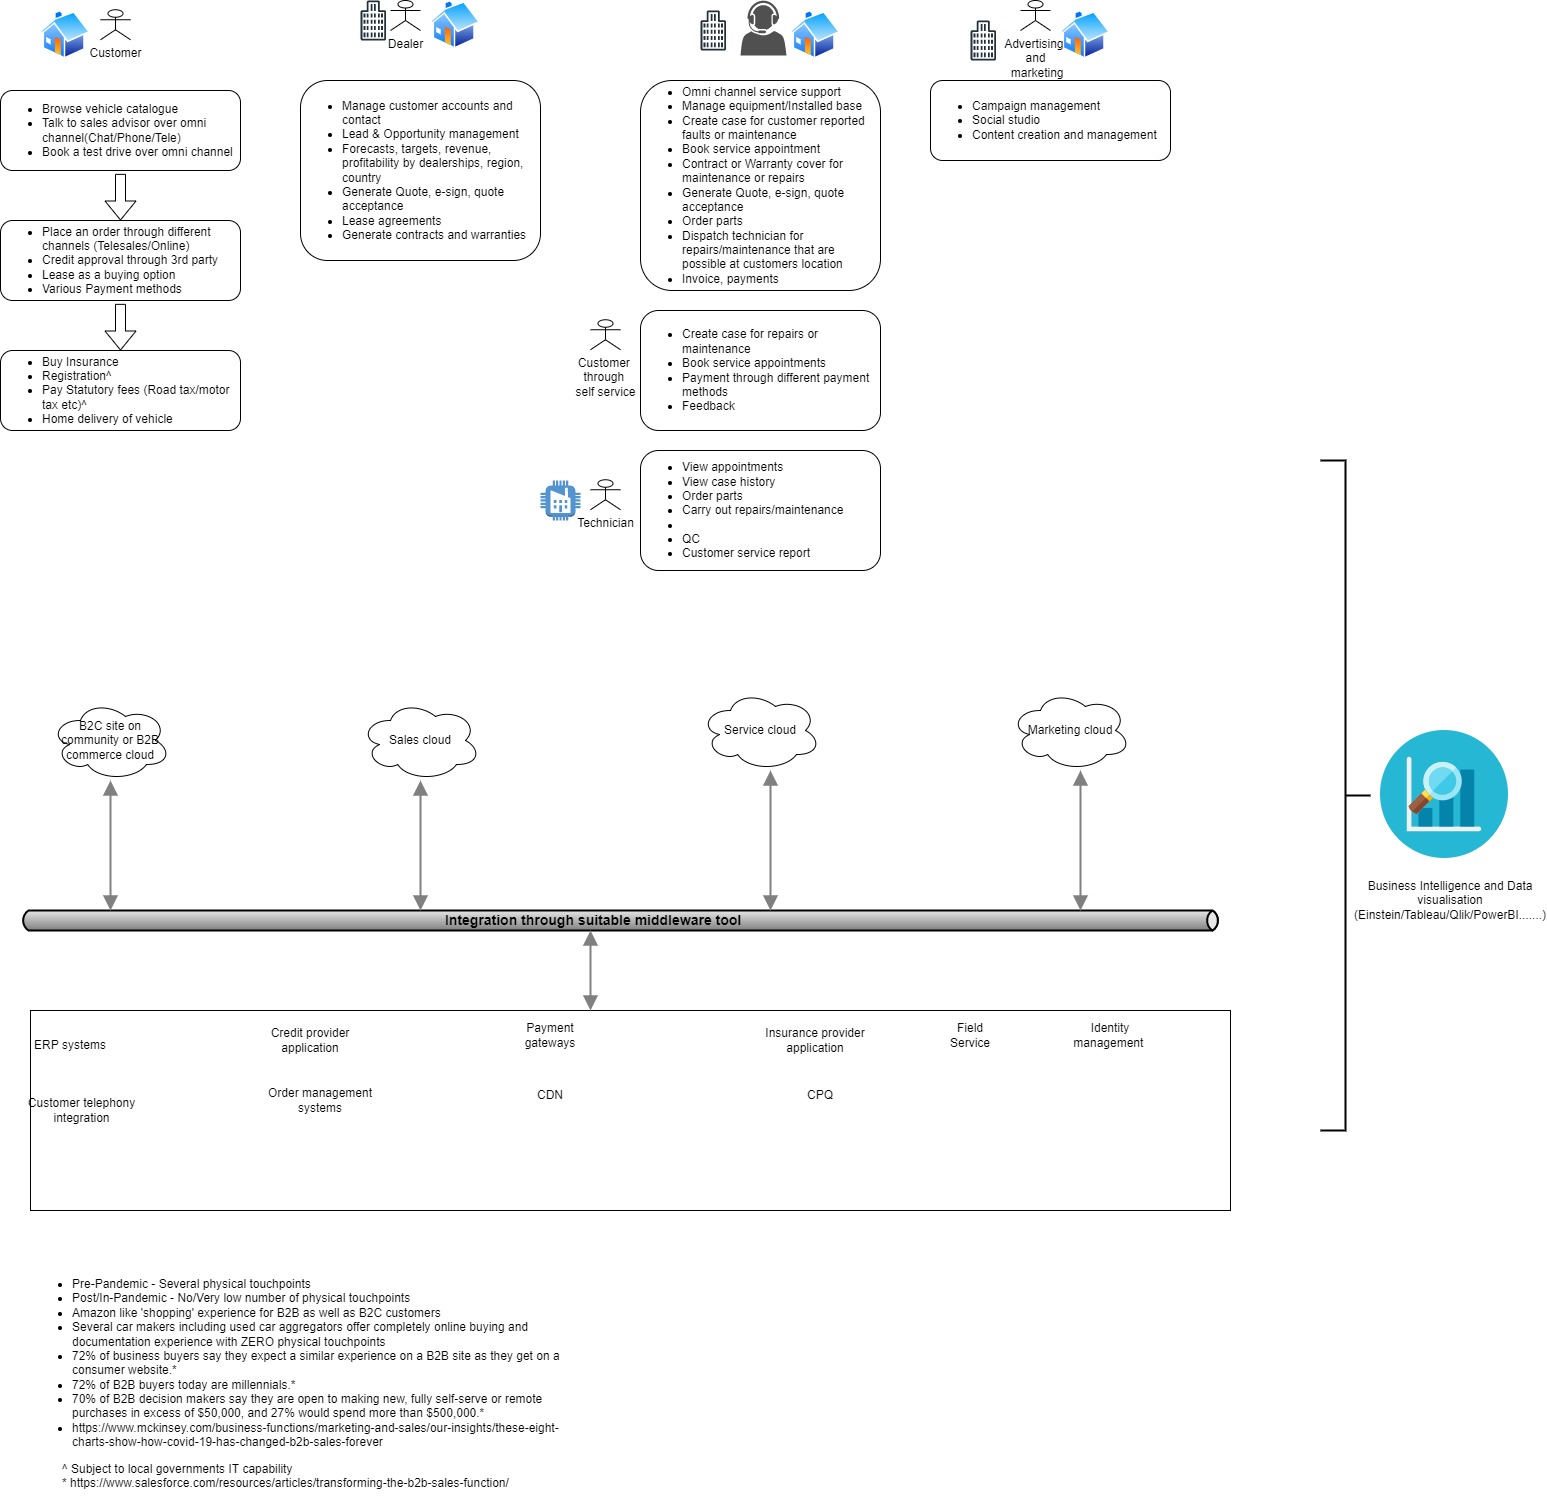 Customer
Browse vehicle catalogue
Talk to sales advisor over omni
channel(Chat/Phone/Tele)
Book a test drive over omni channel
Place an order through different
channels (Telesales/Online)
Credit approval through 3rd party
Lease as a buying option
Various Payment methods
Buy Insurance
Registration^
Pay Statutory fees (Road tax/motor
tax etc)^
Home delivery of vehicle
Dealer
Manage customer accounts and
contact
Lead & Opportunity management
Forecasts, targets, revenue,
profitability by dealerships, region,
country
Generate Quote, e-sign, quote
acceptance
Lease agreements
Generate contracts and warranties
Omni channel service support
Manage equipment/Installed base
Create case for customer reported
faults or maintenance
Book service appointment
Contract or Warranty cover for
maintenance or repairs
Generate Quote, e-sign, quote
acceptance
Order parts
Dispatch technician for
repairs/maintenance that are
possible at customers location
Invoice, payments
Customer
through
self service
Create case for repairs or
maintenance
Book service appointments
Payment through different payment
methods
Feedback
Technician
View appointments
View case history
Order parts
Carry out repairs/maintenance
QC
Customer service report
Advertising
and
marketing
Campaign management
Social studio
Content creation and management
B2C site on
community or B2B
commerce cloud
Sales cloud
Service cloud
Marketing cloud
Integration through suitable middleware tool
Business Intelligence and Data
visualisation
(Einstein/Tableau/Qlik/PowerBI.......)
ERP systems
Credit provider
application
Payment
gateways
Insurance provider
application
Field
Service
Identity
management
Customer telephony
integration
Order management
systems
CDN
CPQ
Pre-Pandemic - Several physical touchpoints
Post/In-Pandemic - No/Very low number of physical touchpoints
Amazon like 'shopping' experience for B2B as well as B2C customers
Several car makers including used car aggregators offer completely online buying and
documentation experience with ZERO physical touchpoints
72% of business buyers say they expect a similar experience on a B2B site as they get on a
consumer website.*
72% of B2B buyers today are millennials.*
70% of B2B decision makers say they are open to making new, fully self-serve or remote
purchases in excess of $50,000, and 27% would spend more than $500,000.*
https://www.mckinsey.com/business-functions/marketing-and-sales/our-insights/these-eight-
charts-show-how-covid-19-has-changed-b2b-sales-forever
^ Subject to local governments IT capability
* https://www.salesforce.com/resources/articles/transforming-the-b2b-sales-function/